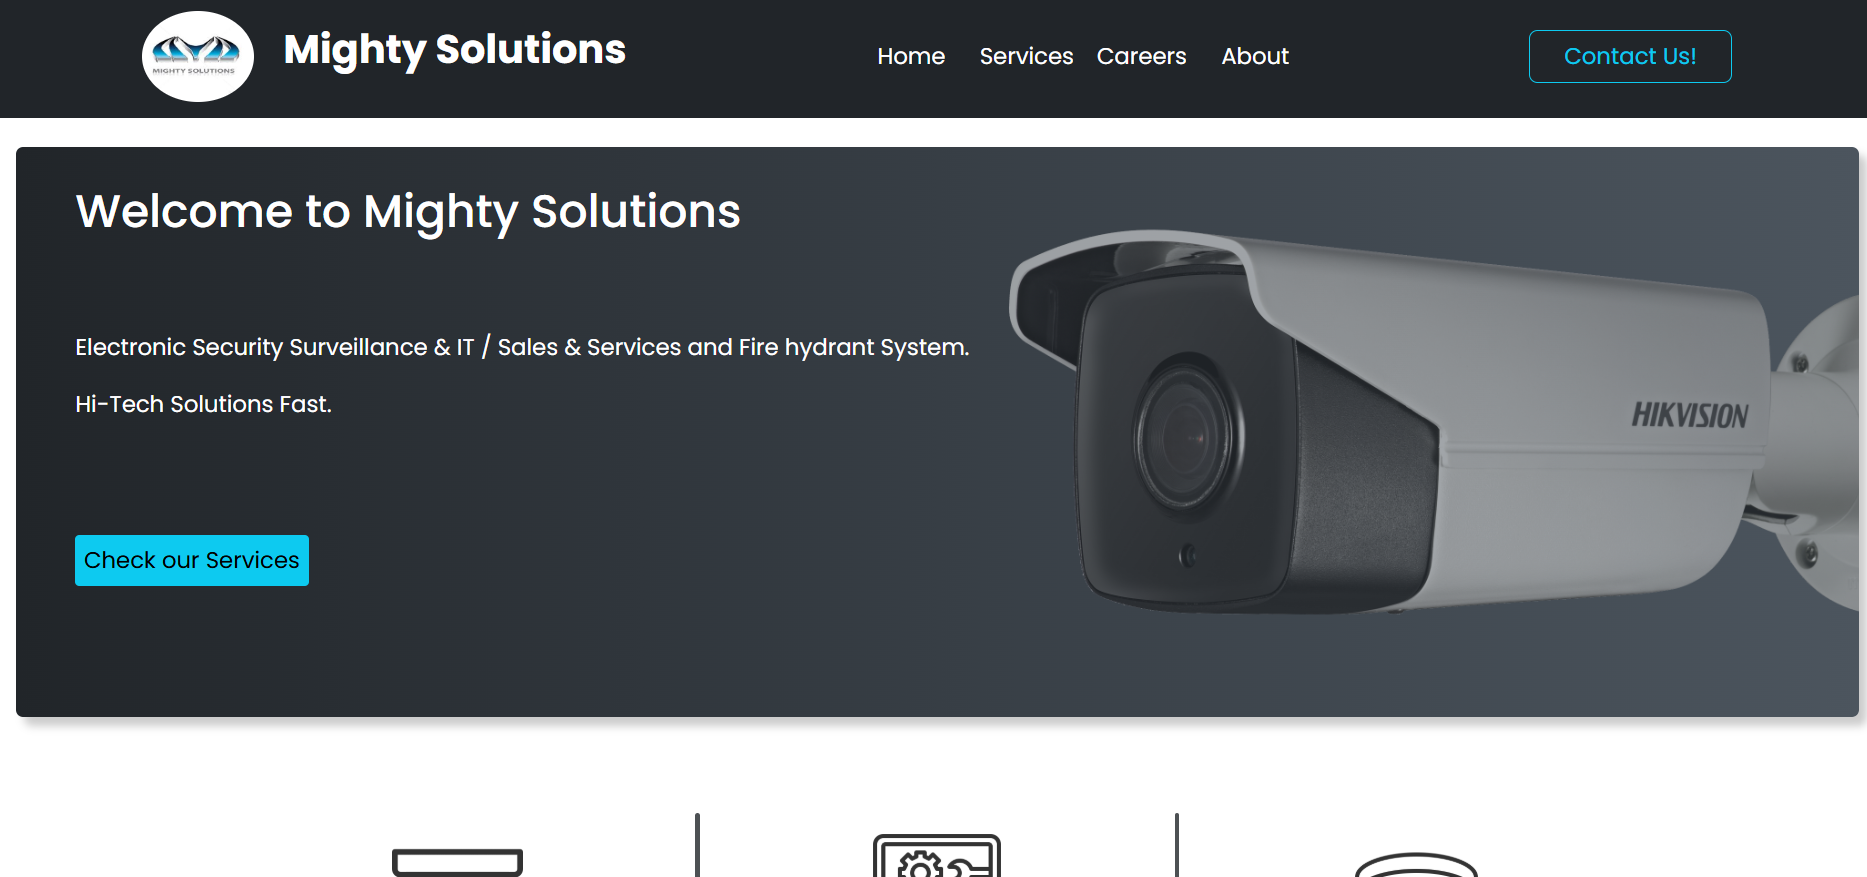 MIGHTY SOLUTIONS
Mighty Solutions
Home
Services
Careers
About
Contact Us!
Welcome to Mighty Solutions
Electronic Security Surveillance & IT / Sales & Services and Fire hydrant System.
Hi-Tech Solutions Fast.
HIKVISION
Check our Services